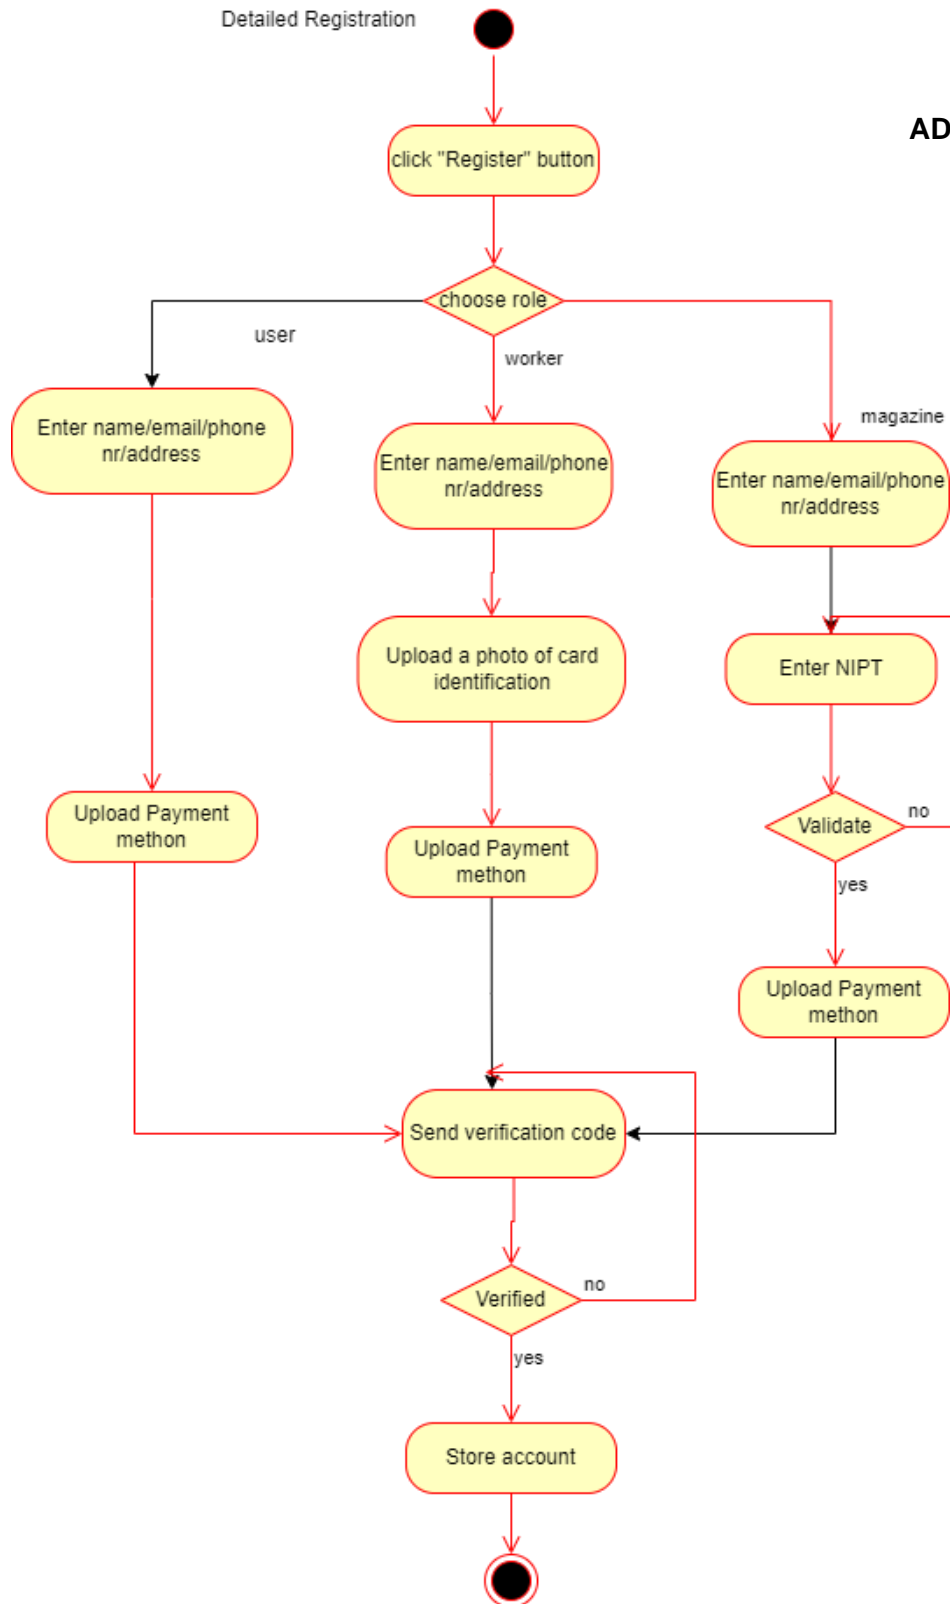 Detailed Registration
AD
click "Register" button
choose role
user
worker
magazine
Enter name/email/phone
nr/address
Enter name/email/phone
nr/address
Enter name/email/phone
nr/address
Upload a photo of card
identification
Enter NIPT
Validate
no
yes
Upload Payment
methon
Upload Payment
methon
Upload Payment
methon
Send verification code
Verified
no
yes
Store account